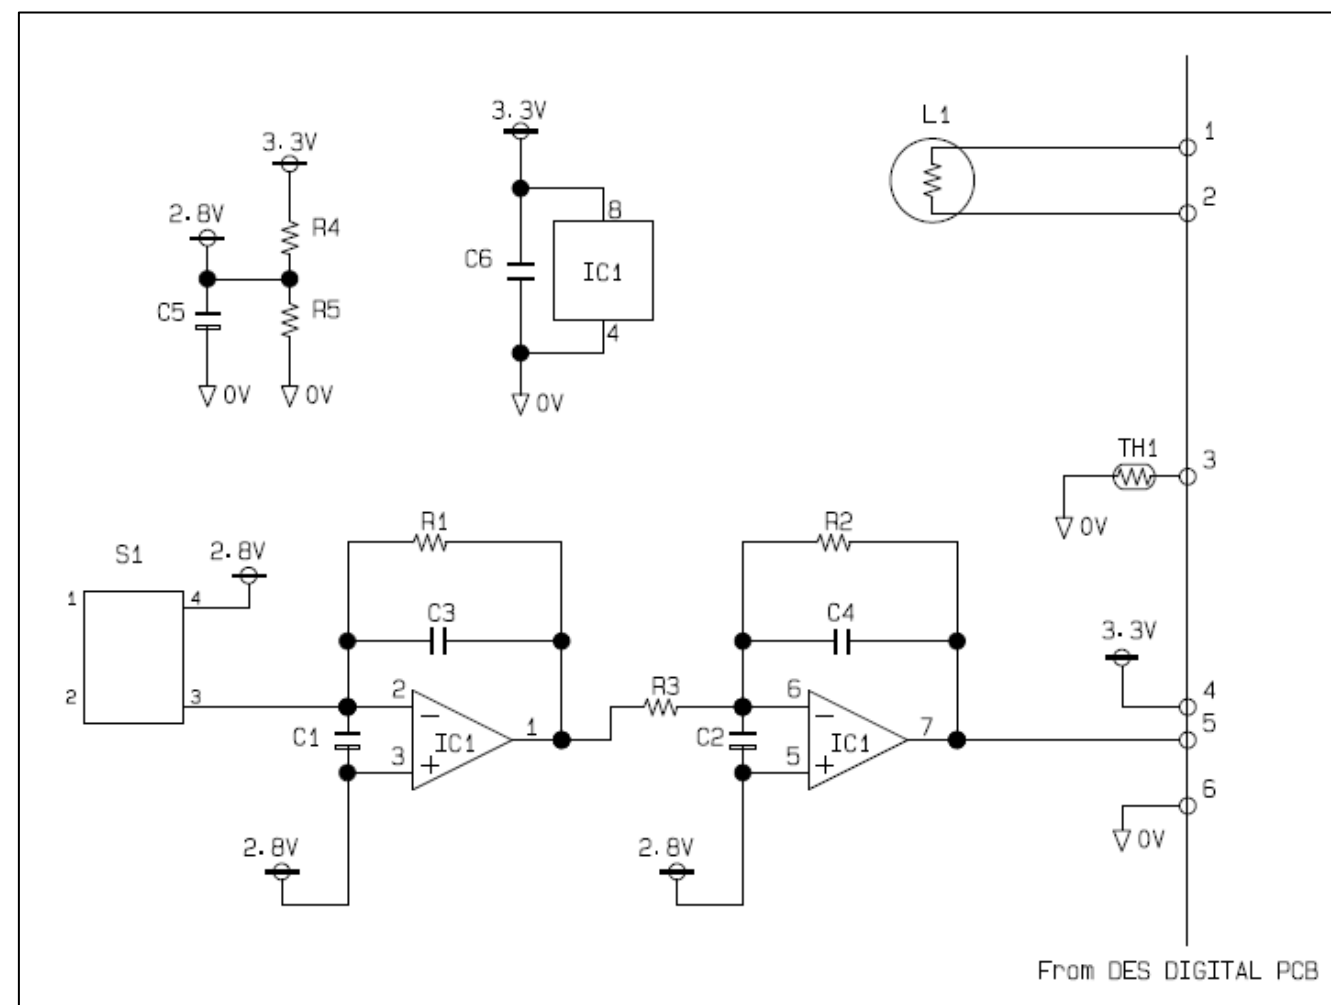 3.3V
2.8V
R4
C5
R5
0V
0V
3.3V
8
C6
IC1
4
0V
L1
1
2
TH1
3
0V
S1
1
2
4
3
2.8V
R1
C3
2
C1
3
IC1
1
2.8V
R3
R2
C4
6
C2
5
IC1
7
2.8V
3.3V
4
5
6
0V
From DES DIGITAL PCB